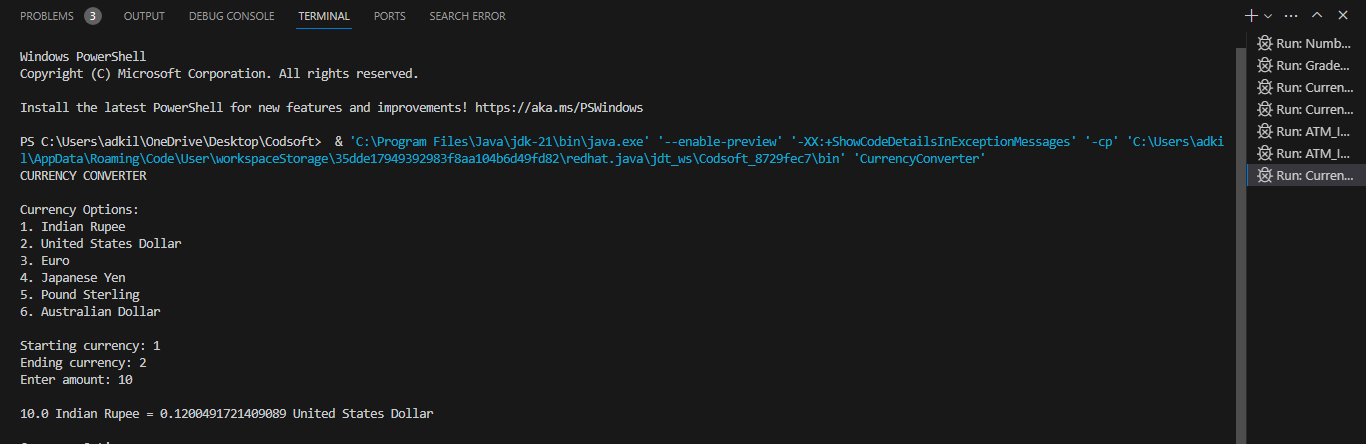 PROBLEMS 3 OUTPUT DEBUG CONSOLE TERMINAL PORTS SEARCH ERROR
Windows PowerShell
Copyright (C) Microsoft Corporation. All rights reserved.
Install the latest PowerShell for new features and improvements! https://aka.ms/PSWindows
PS C:\Users\adkil\OneDrive\Desktop\Codsoft>  & 'C:\Program Files\Java\jdk-21\bin\java.exe' '--enable-preview' '-XX:+ShowCodeDetailsInExceptionMessages' '-cp' 'C:\Users\adki
l\AppData\Roaming\Code\User\workspaceStorage\35dde17949392983f8aa104b6d49fd82\redhat.java\jdt_ws\Codsoft_8729fec7\bin' 'CurrencyConverter'
CURRENCY CONVERTER
Currency Options:
1. Indian Rupee
2. United States Dollar
3. Euro
4. Japanese Yen
5. Pound Sterling
6. Australian Dollar
Starting currency: 1
Ending currency: 2
Enter amount: 10
10.0 Indian Rupee = 0.1200491721409089 United States Dollar
Run: Numb...
Run: Grade...
Run: Curren...
Run: Curren...
Run: ATM_I...
Run: ATM_I...
Run: Curren...